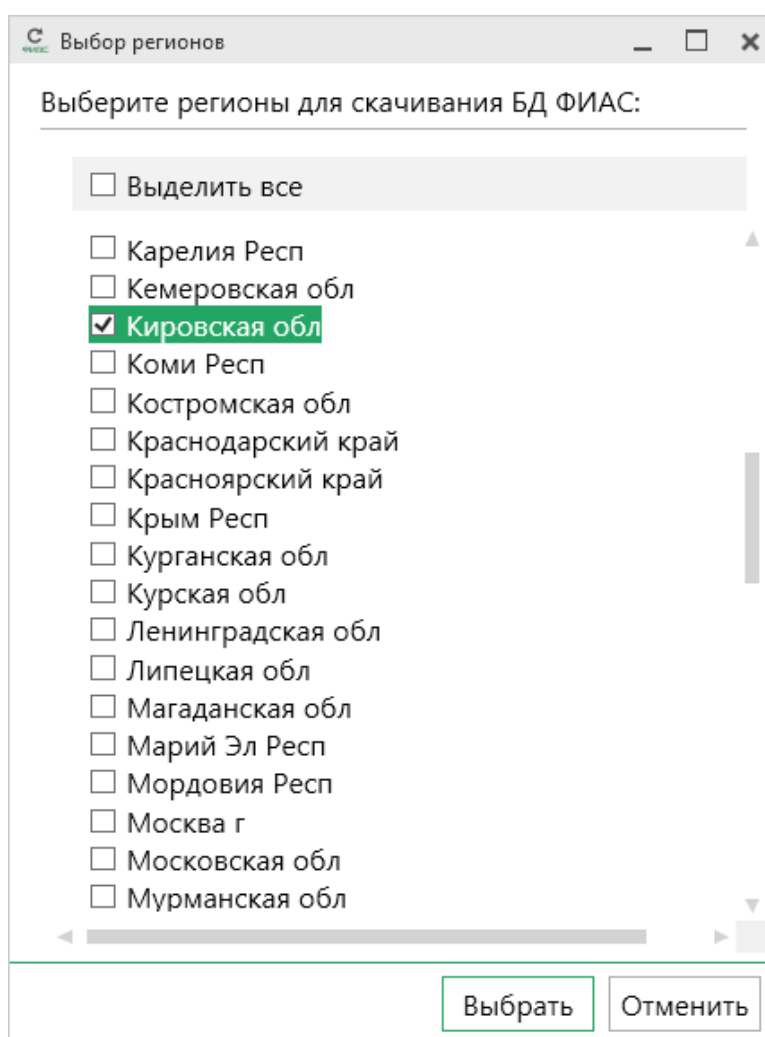 ФИАС
Выбор регионов
Выберите регионы для скачивания БД ФИАС:
Выделить все
Карелия Респ
Кемеровская обл
Кировская обл
Коми Респ
Костромская обл
Краснодарский край
Красноярский край
Крым Респ
Курганская обл
Курская обл
Ленинградская обл
Липецкая обл
Магаданская обл
Марий Эл Респ
Мордовия Респ
Москва г
Московская обл
Мурманская обл
Выбрать
Отменить